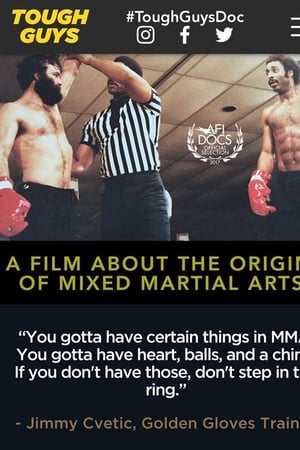 TOUGH
GUYS
#ToughGuysDoc
AFI
DOCS
OFFICIAL
SELECTION
2017
A FILM ABOUT THE ORIGIN
OF MIXED MARTIAL ARTS
“You gotta have certain things in MMA
You gotta have heart, balls, and a chin
If you don't have those, don't step in t
ring.”
- Jimmy Cvetic, Golden Gloves Train